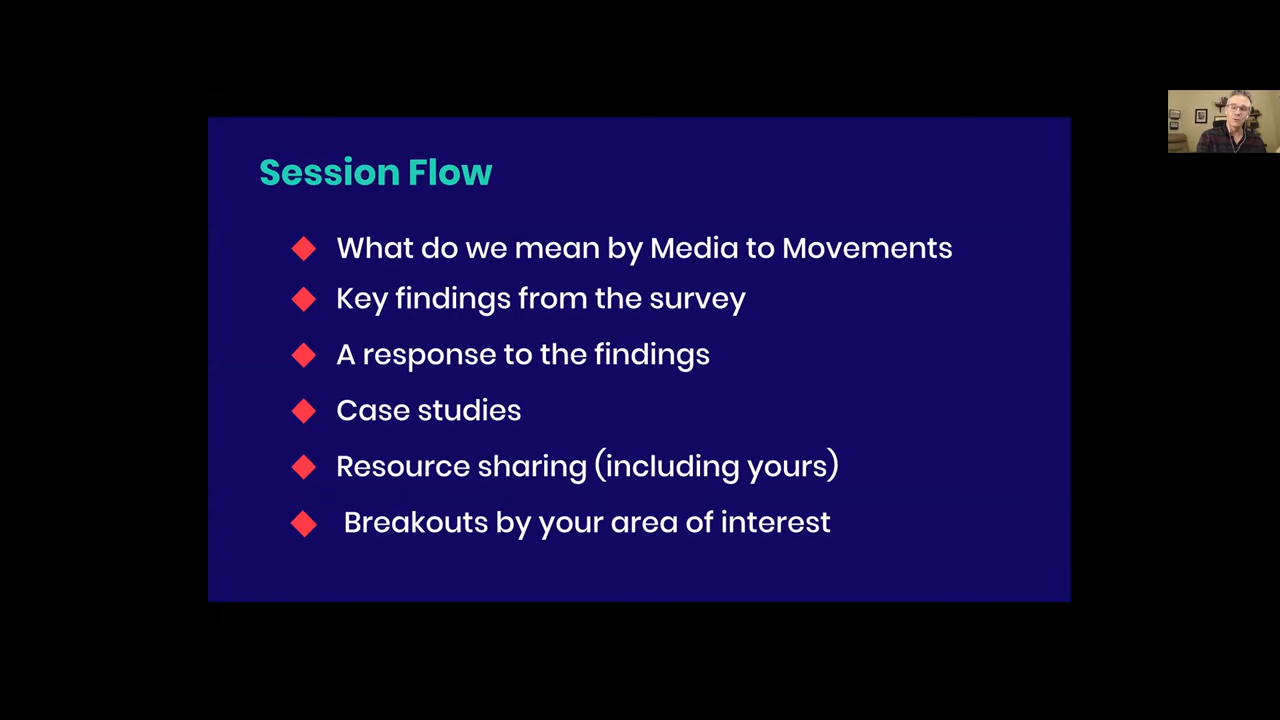 Session Flow
What do we mean by Media to Movements
Key findings from the survey
A response to the findings
Case studies
Resource sharing (including yours)
Breakouts by your area of interest